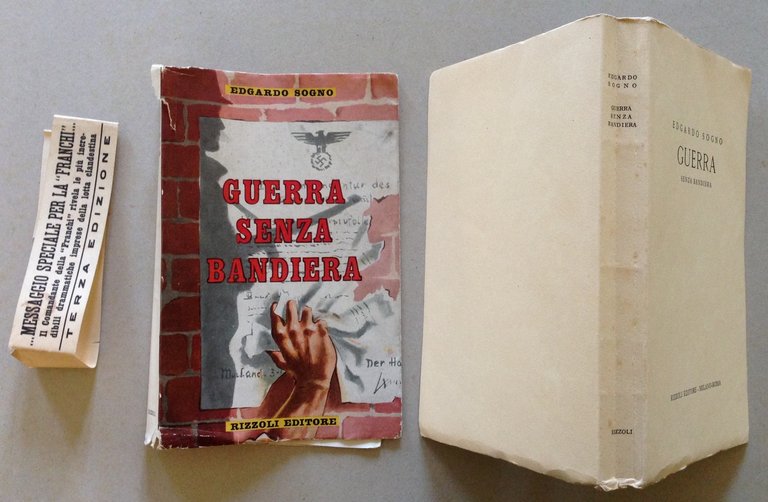 ...MESSAGGIO SPECIALE PER LA "FRANCHI"...
Il Comandante della "Franchi" rivela le più incre-
dibili drammatiche imprese della lotta clandestina
TERZA EDIZIONE
EDGARDO SOGNO
GUERRA
SENZA
BANDIERA
Der
RIZZOLI EDITORE
EDGARDO
SOGNO
GUERRA
SENZA
BANDIERA
RIZZOLI
EDGARDO SOGNO
GUERRA
SENZA BANDIERA
RIZZOLI EDITORE - MILANO-ROMA